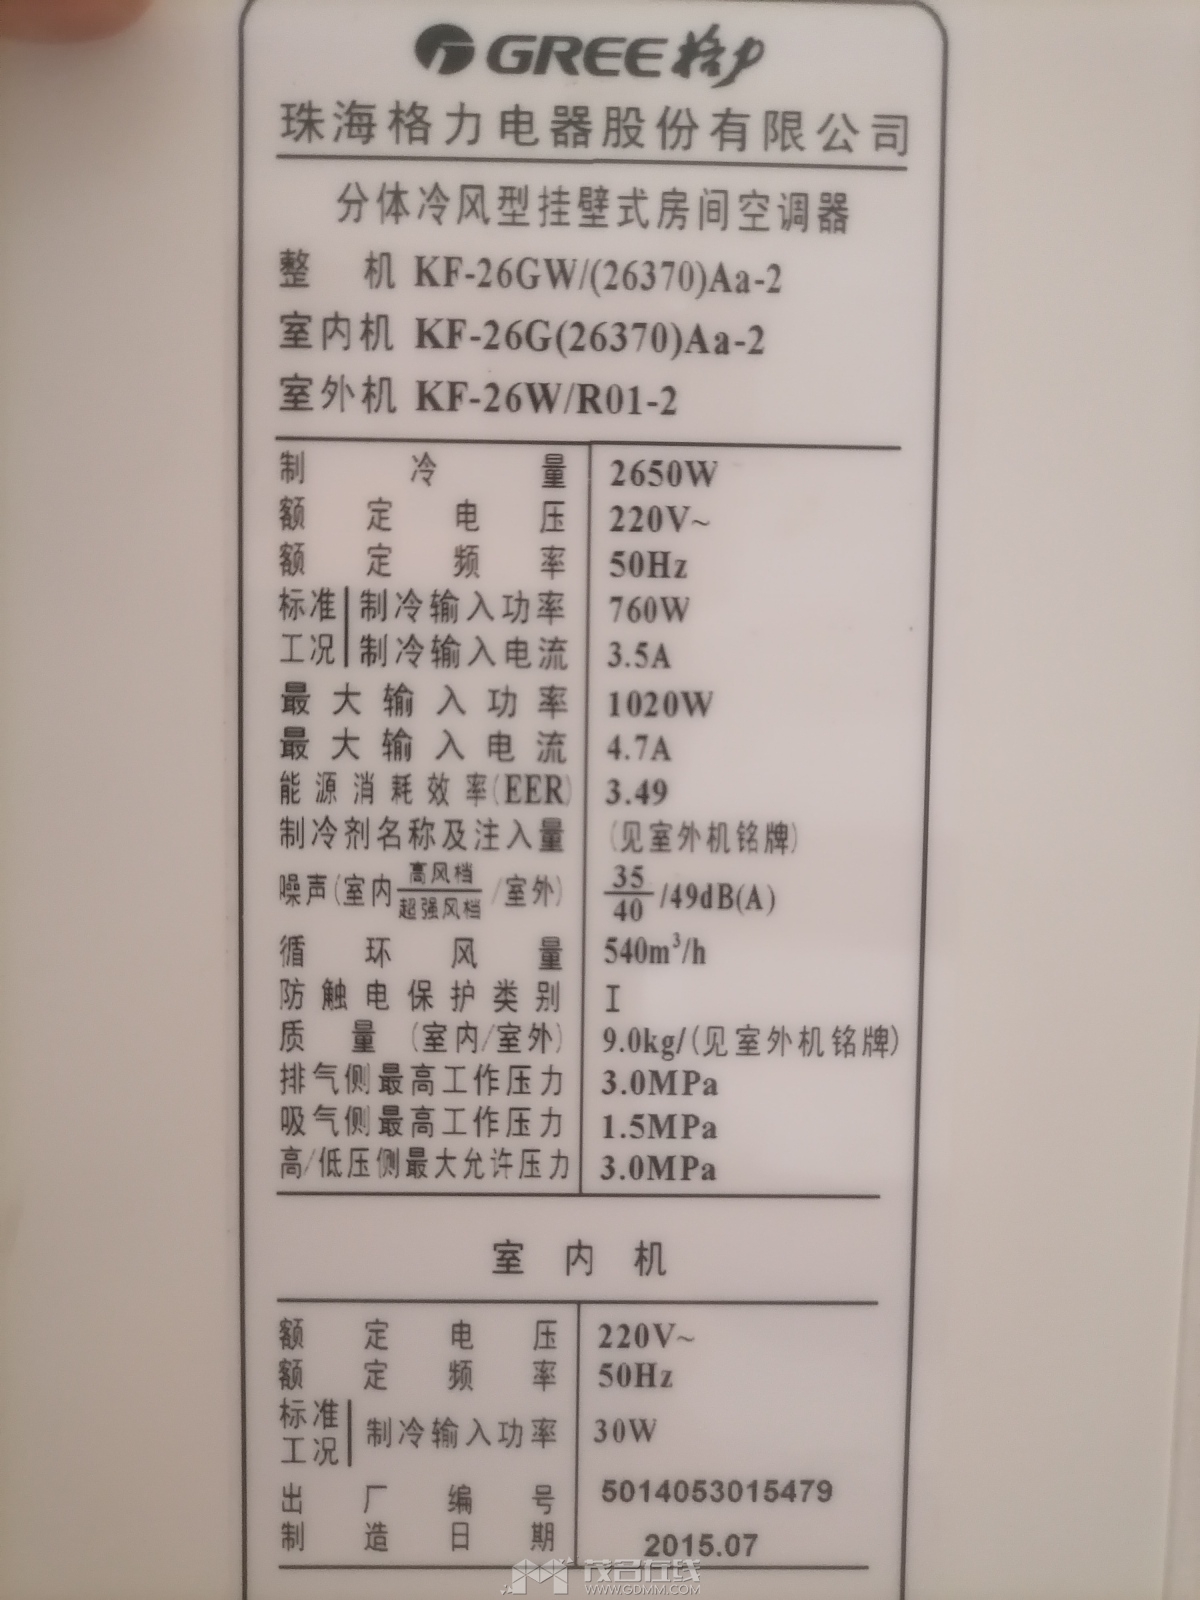 GREE格力
珠海格力电器股份有限公司
分体冷风型挂壁式房间空调器
整机 KF-26GW/(26370)Aa-2
室内机 KF-26G(26370)Aa-2
室外机 KF-26W/R01-2
制冷量 2650W
额定电压 220V~
额定频率 50Hz
标准工况 制冷输入功率 760W
制冷输入电流 3.5A
最大输入功率 1020W
最大输入电流 4.7A
能源消耗效率(EER) 3.49
制冷剂名称及注入量 (见室外机铭牌)
噪声(室内高风档/超强风档/室外) 35/40/49dB(A)
循环风量 540m³/h
防触电保护类别 I
质量(室内/室外) 9.0kg/(见室外机铭牌)
排气侧最高工作压力 3.0MPa
吸气侧最高工作压力 1.5MPa
高/低压侧最大允许压力 3.0MPa
室内机
额定电压 220V~
额定频率 50Hz
标准工况 制冷输入功率 30W
出厂编号 5014053015479
制造日期 2015.07
茂名在线
WWW.GDMM.COM